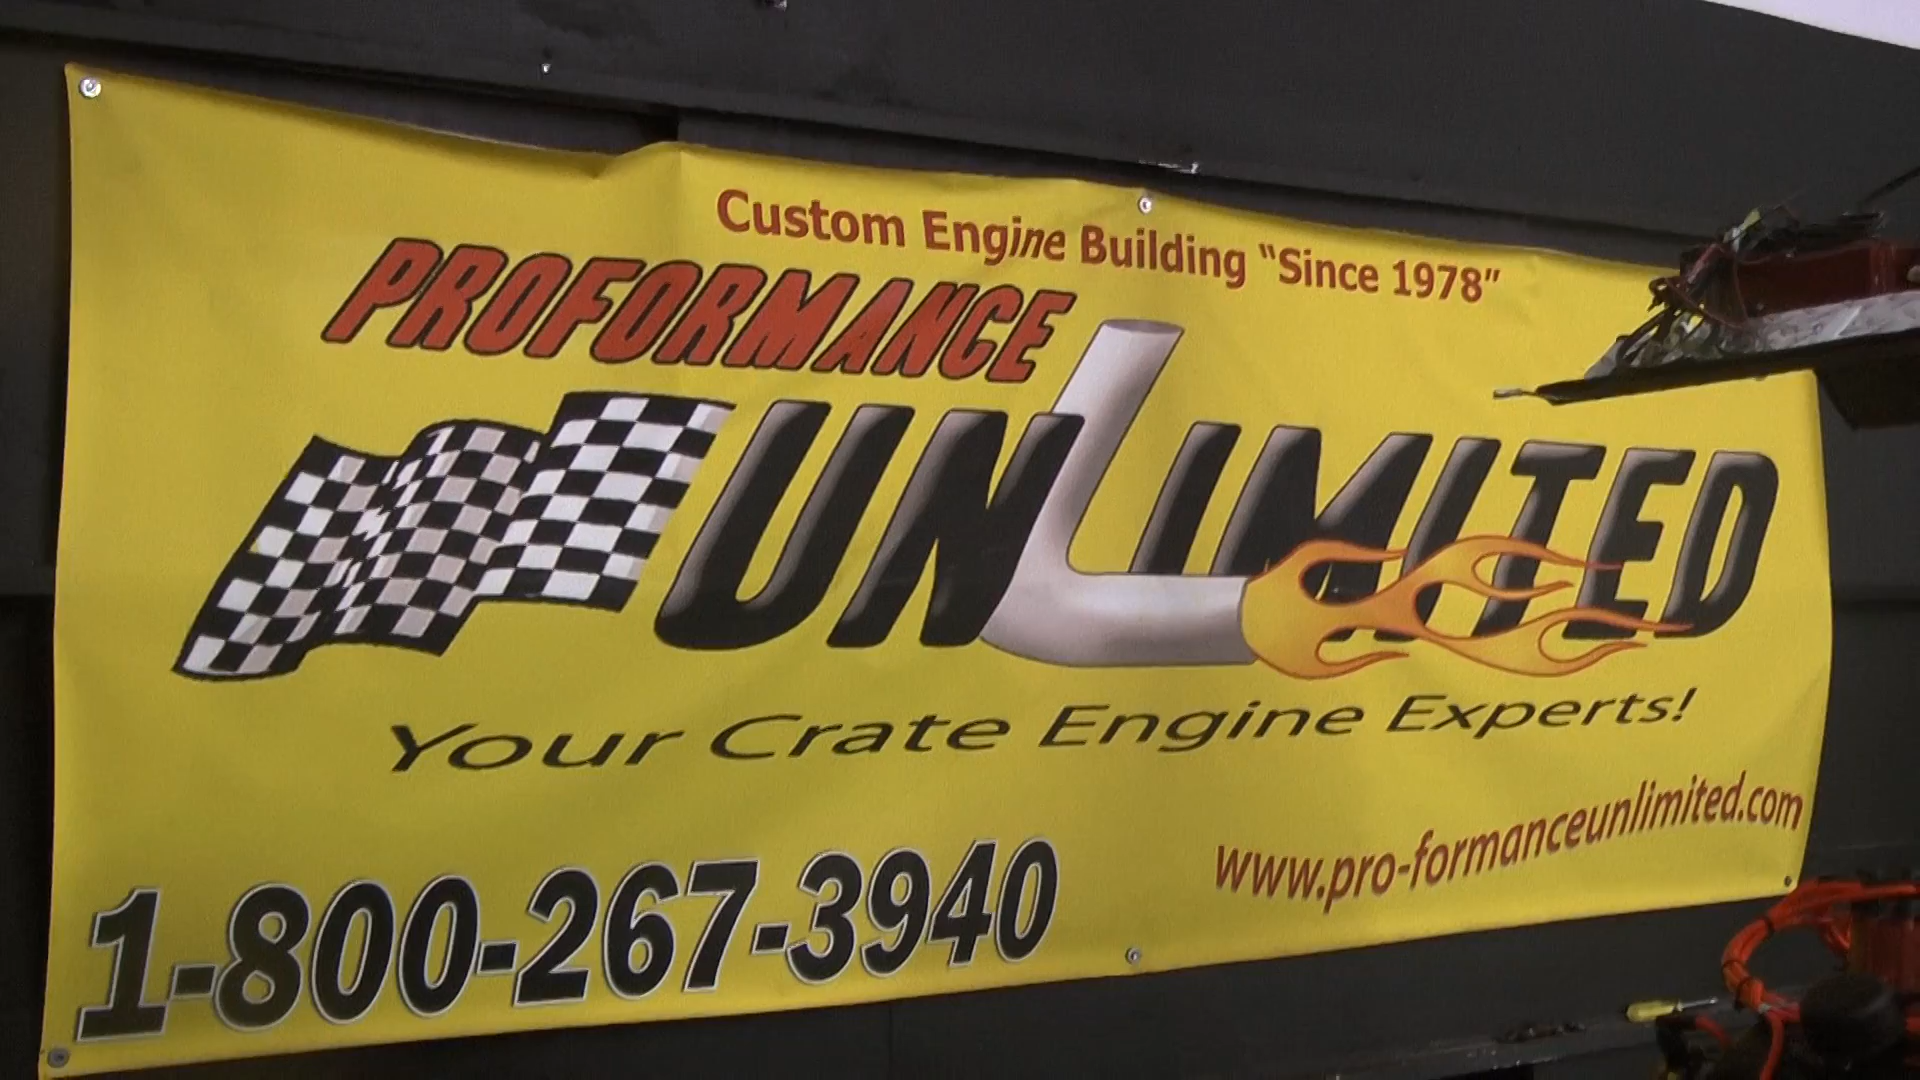 Custom Engine Building “Since 1978”
PROFORMANCE
UNLIMITED
Your Crate Engine Experts!
www.pro-formanceunlimited.com
1-800-267-3940